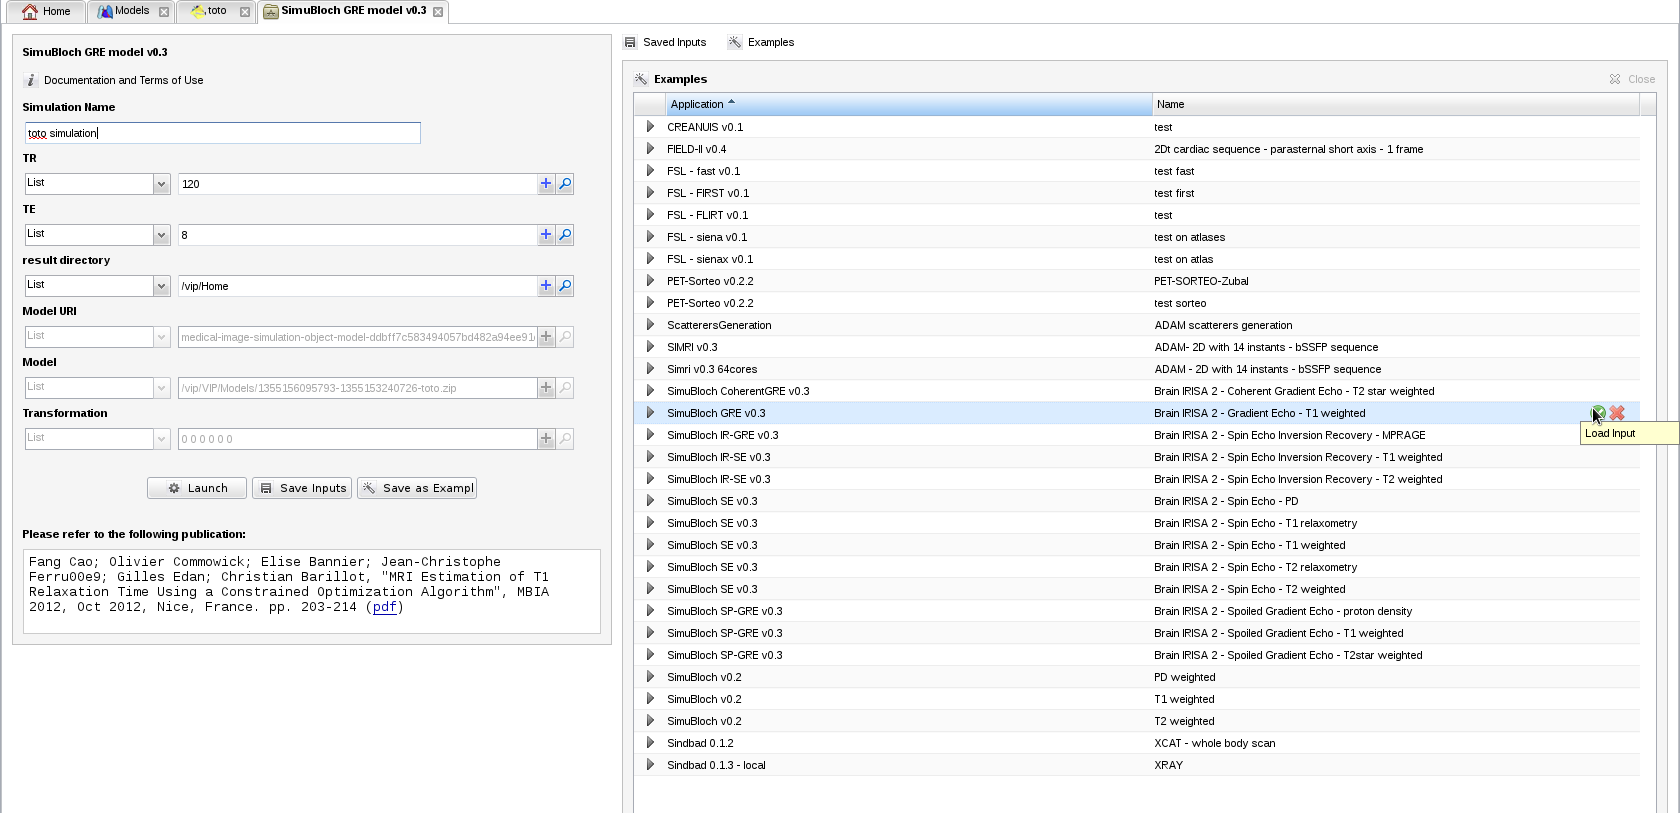 Home
Models
toto
SimuBloch GRE model v0.3
SimuBloch GRE model v0.3
Documentation and Terms of Use
Simulation Name
toto simulation
TR
List
120
TE
List
8
result directory
List
/vip/Home
Model URI
List
medical-image-simulation-object-model-ddbff7c583494057bd482a94ee91
Model
List
/vip/VIP/Models/1355156095793-1355153240726-toto.zip
Transformation
List
0 0 0 0 0 0
Launch
Save Inputs
Save as Exampl
Please refer to the following publication:
Fang Cao; Olivier Commowick; Elise Bannier; Jean-Christophe
Ferru00e9; Gilles Edan; Christian Barillot, "MRI Estimation of T1
Relaxation Time Using a Constrained Optimization Algorithm", MBIA
2012, Oct 2012, Nice, France. pp. 203-214 (pdf)
Saved Inputs
Examples
Examples
Close
Application Name
CREANUIS v0.1 test
FIELD-II v0.4 2Dt cardiac sequence - parasternal short axis - 1 frame
FSL - fast v0.1 test fast
FSL - FIRST v0.1 test first
FSL - FLIRT v0.1 test
FSL - siena v0.1 test on atlases
FSL - sienax v0.1 test on atlas
PET-Sorteo v0.2.2 PET-SORTEO-Zubal
PET-Sorteo v0.2.2 test sorteo
ScatterersGeneration ADAM scatterers generation
SIMRI v0.3 ADAM- 2D with 14 instants - bSSFP sequence
Simri v0.3 64cores ADAM - 2D with 14 instants - bSSFP sequence
SimuBloch CoherentGRE v0.3 Brain IRISA 2 - Coherent Gradient Echo - T2 star weighted
SimuBloch GRE v0.3 Brain IRISA 2 - Gradient Echo - T1 weighted
Load Input
SimuBloch IR-GRE v0.3 Brain IRISA 2 - Spin Echo Inversion Recovery - MPRAGE
SimuBloch IR-SE v0.3 Brain IRISA 2 - Spin Echo Inversion Recovery - T1 weighted
SimuBloch IR-SE v0.3 Brain IRISA 2 - Spin Echo Inversion Recovery - T2 weighted
SimuBloch SE v0.3 Brain IRISA 2 - Spin Echo - PD
SimuBloch SE v0.3 Brain IRISA 2 - Spin Echo - T1 relaxometry
SimuBloch SE v0.3 Brain IRISA 2 - Spin Echo - T1 weighted
SimuBloch SE v0.3 Brain IRISA 2 - Spin Echo - T2 relaxometry
SimuBloch SE v0.3 Brain IRISA 2 - Spin Echo - T2 weighted
SimuBloch SP-GRE v0.3 Brain IRISA 2 - Spoiled Gradient Echo - proton density
SimuBloch SP-GRE v0.3 Brain IRISA 2 - Spoiled Gradient Echo - T1 weighted
SimuBloch SP-GRE v0.3 Brain IRISA 2 - Spoiled Gradient Echo - T2star weighted
SimuBloch v0.2 PD weighted
SimuBloch v0.2 T1 weighted
SimuBloch v0.2 T2 weighted
Sindbad 0.1.2 XCAT - whole body scan
Sindbad 0.1.3 - local XRAY